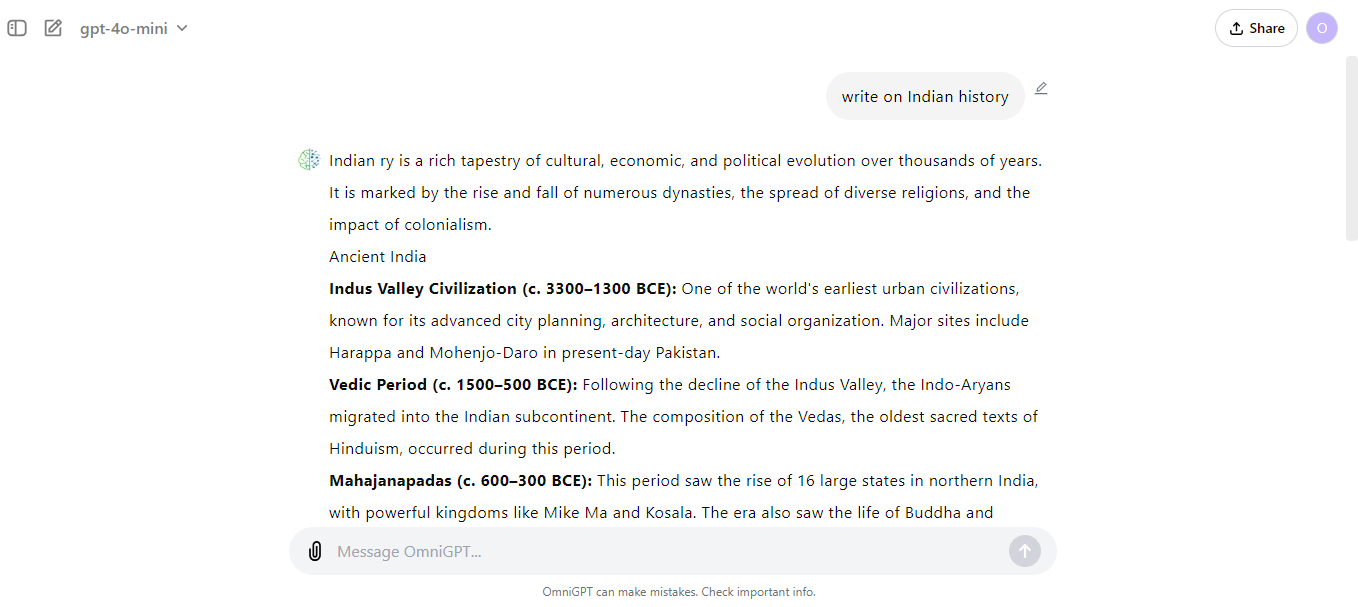 gpt-4o-mini
Share
O
write on Indian history
Indian ry is a rich tapestry of cultural, economic, and political evolution over thousands of years.
It is marked by the rise and fall of numerous dynasties, the spread of diverse religions, and the
impact of colonialism.
Ancient India
Indus Valley Civilization (c. 3300–1300 BCE): One of the world's earliest urban civilizations,
known for its advanced city planning, architecture, and social organization. Major sites include
Harappa and Mohenjo-Daro in present-day Pakistan.
Vedic Period (c. 1500–500 BCE): Following the decline of the Indus Valley, the Indo-Aryans
migrated into the Indian subcontinent. The composition of the Vedas, the oldest sacred texts of
Hinduism, occurred during this period.
Mahajanapadas (c. 600–300 BCE): This period saw the rise of 16 large states in northern India,
with powerful kingdoms like Mike Ma and Kosala. The era also saw the life of Buddha and
Message OmniGPT...
OmniGPT can make mistakes. Check important info.